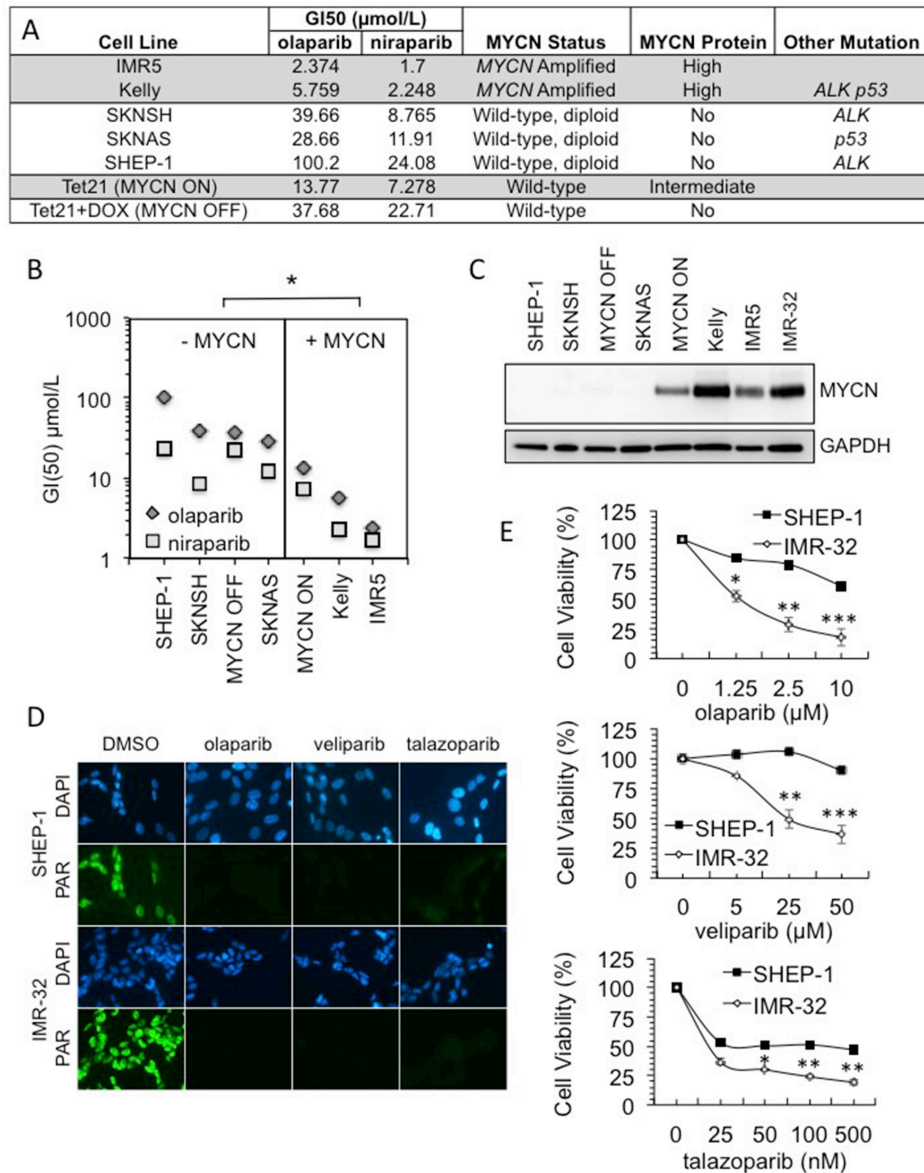 A
GI50 (µmol/L)
Cell Line olaparib niraparib MYCN Status MYCN Protein Other Mutation
IMR5 2.374 1.7 MYCN Amplified High
Kelly 5.759 2.248 MYCN Amplified High ALK p53
SKNSH 39.66 8.765 Wild-type, diploid No ALK
SKNAS 28.66 11.91 Wild-type, diploid No p53
SHEP-1 100.2 24.08 Wild-type, diploid No ALK
Tet21 (MYCN ON) 13.77 7.278 Wild-type Intermediate
Tet21+DOX (MYCN OFF) 37.68 22.71 Wild-type No
B
*
GI(50) µmol/L
1000
100
10
1
- MYCN
+ MYCN
olaparib
niraparib
SHEP-1
SKNSH
MYCN OFF
SKNAS
MYCN ON
Kelly
IMR5
C
SHEP-1
SKNSH
MYCN OFF
SKNAS
MYCN ON
Kelly
IMR5
IMR-32
MYCN
GAPDH
D
DMSO olaparib veliparib talazoparib
SHEP-1
DAPI
PAR
IMR-32
DAPI
PAR
E
Cell Viability (%)
125
100
75
50
25
0
SHEP-1
IMR-32
* ** ***
0 1.25 2.5 10
olaparib (µM)
Cell Viability (%)
125
100
75
50
25
0
** ***
SHEP-1
IMR-32
0 5 25 50
veliparib (µM)
Cell Viability (%)
125
100
75
50
25
0
SHEP-1
IMR-32
* ** **
0 25 50 100 500
talazoparib (nM)